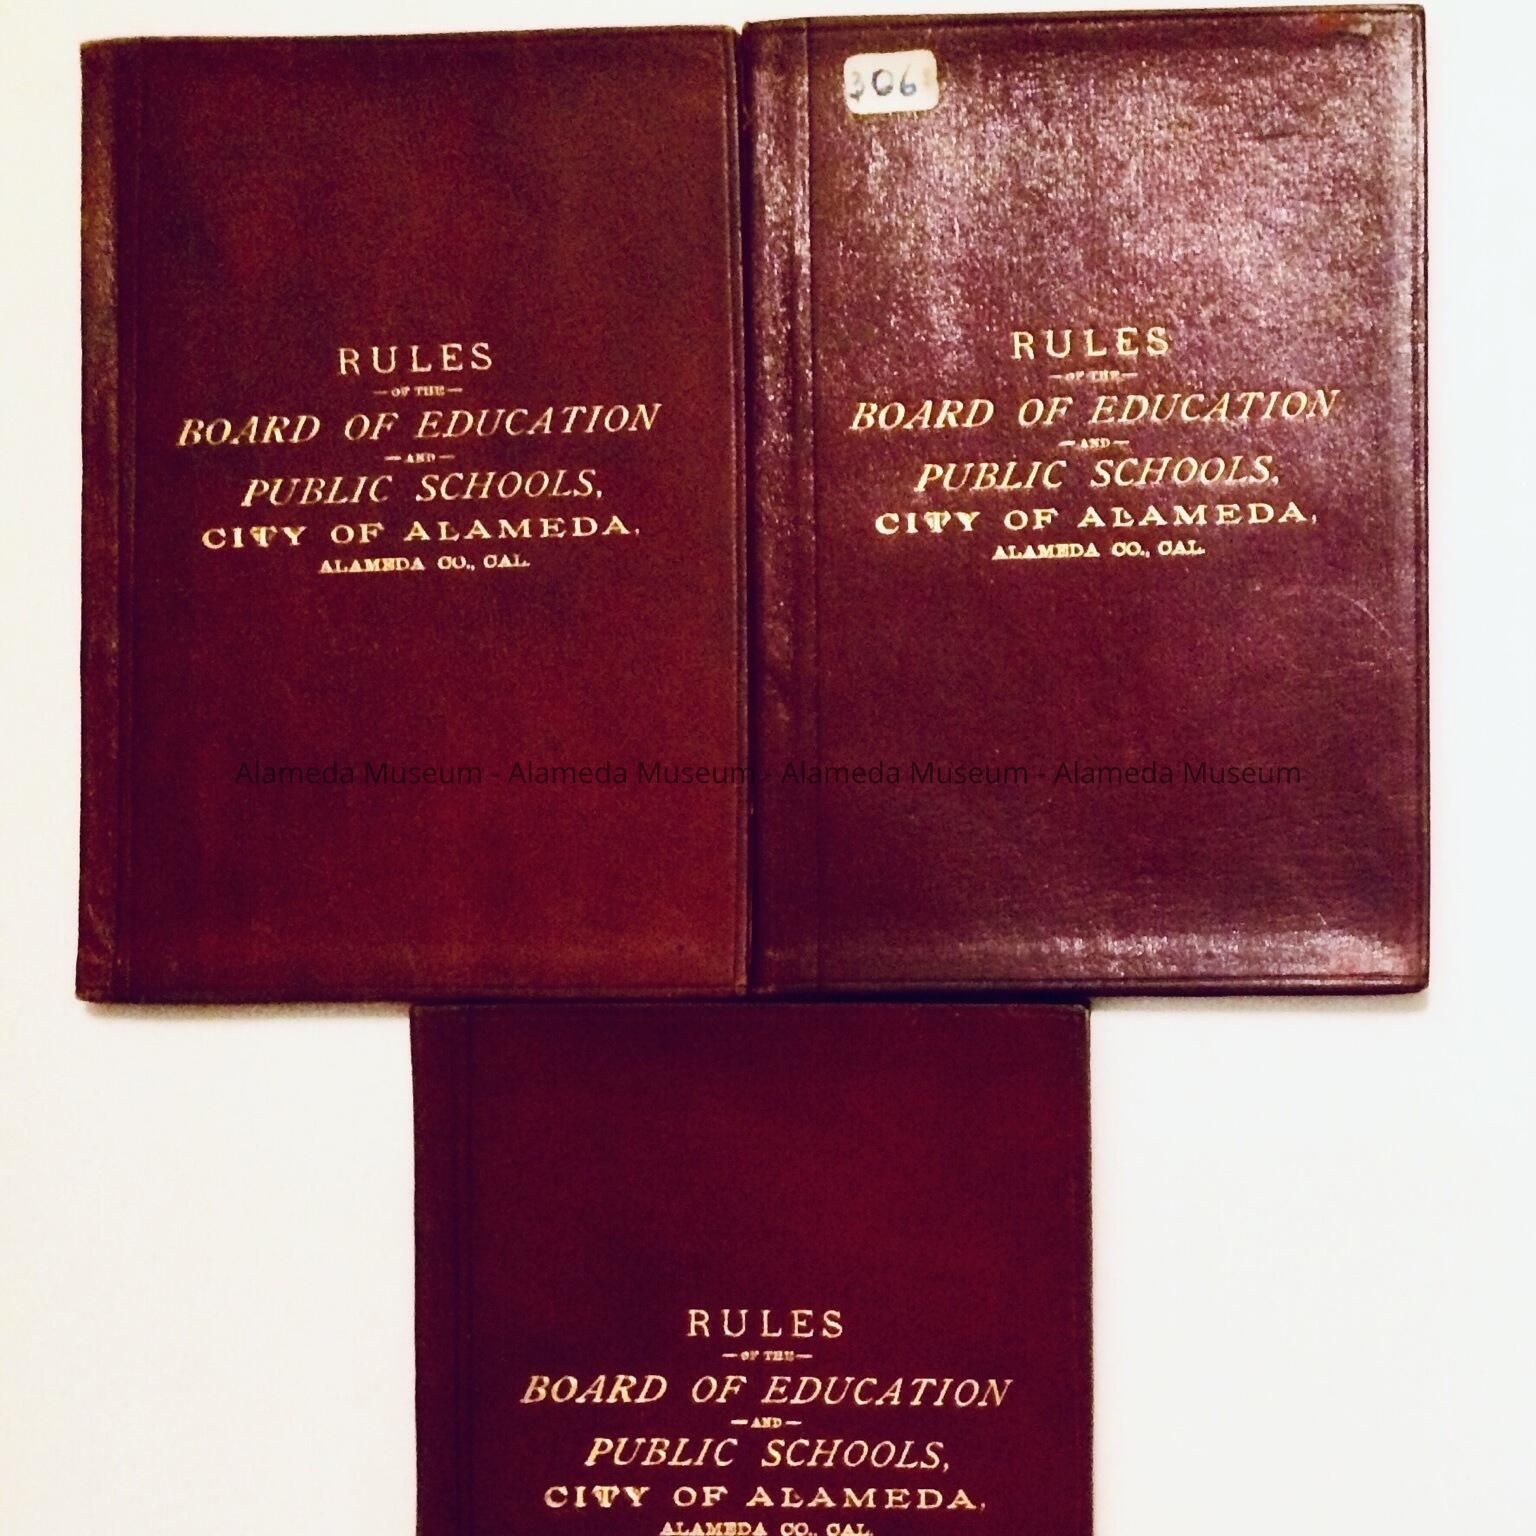 RULES
—OF THE—
BOARD OF EDUCATION
—AND—
PUBLIC SCHOOLS,
CITY OF ALAMEDA,
ALAMEDA CO., CAL.
306
RULES
—OF THE—
BOARD OF EDUCATION
—AND—
PUBLIC SCHOOLS,
CITY OF ALAMEDA,
ALAMEDA CO., CAL.
Alameda Museum - Alameda Museum - Alameda Museum - Alameda Museum
RULES
—OF THE—
BOARD OF EDUCATION
—AND—
PUBLIC SCHOOLS,
CITY OF ALAMEDA,
ALAMEDA CO., CAL.